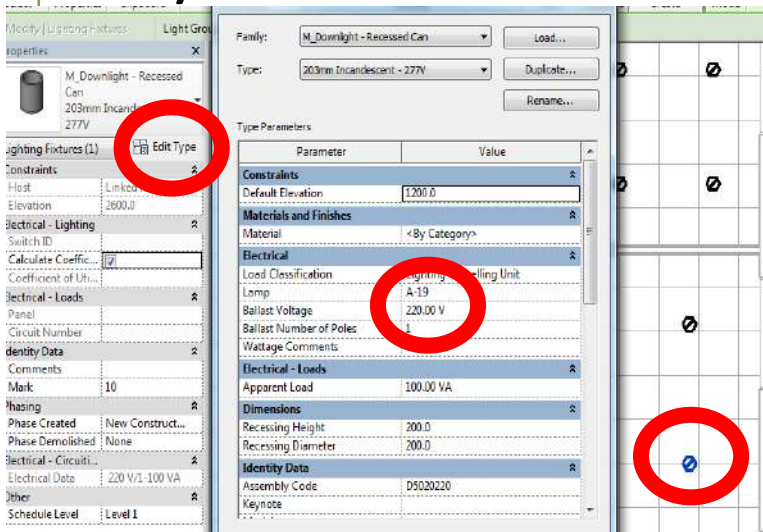 Modify | Lighting Fixtures Light Grou
Properties X
M_Downlight - Recessed
Can
203mm Incandes
277V
Lighting Fixtures (1) Edit Type
Constraints
Host Linked
Elevation 2600.0
Electrical - Lighting
Switch ID
Calculate Coeffic...
Coefficient of Uti...
Electrical - Loads
Panel
Circuit Number
Identity Data
Comments
Mark 10
Phasing
Phase Created New Construct...
Phase Demolished None
Electrical - Circuiti...
Electrical Data 220 V/1-100 VA
Other
Schedule Level Level 1
Family: M_Downlight - Recessed Can Load...
Type: 203mm Incandescent - 277V Duplicate...
Rename...
Type Parameters
Parameter Value
Constraints
Default Elevation 1200.0
Materials and Finishes
Material <By Category>
Electrical
Load Classification Lighting - Dwelling Unit
Lamp A-19
Ballast Voltage 220.00 V
Ballast Number of Poles 1
Wattage Comments
Electrical - Loads
Apparent Load 100.00 VA
Dimensions
Recessing Height 200.0
Recessing Diameter 200.0
Identity Data
Assembly Code D5020220
Keynote